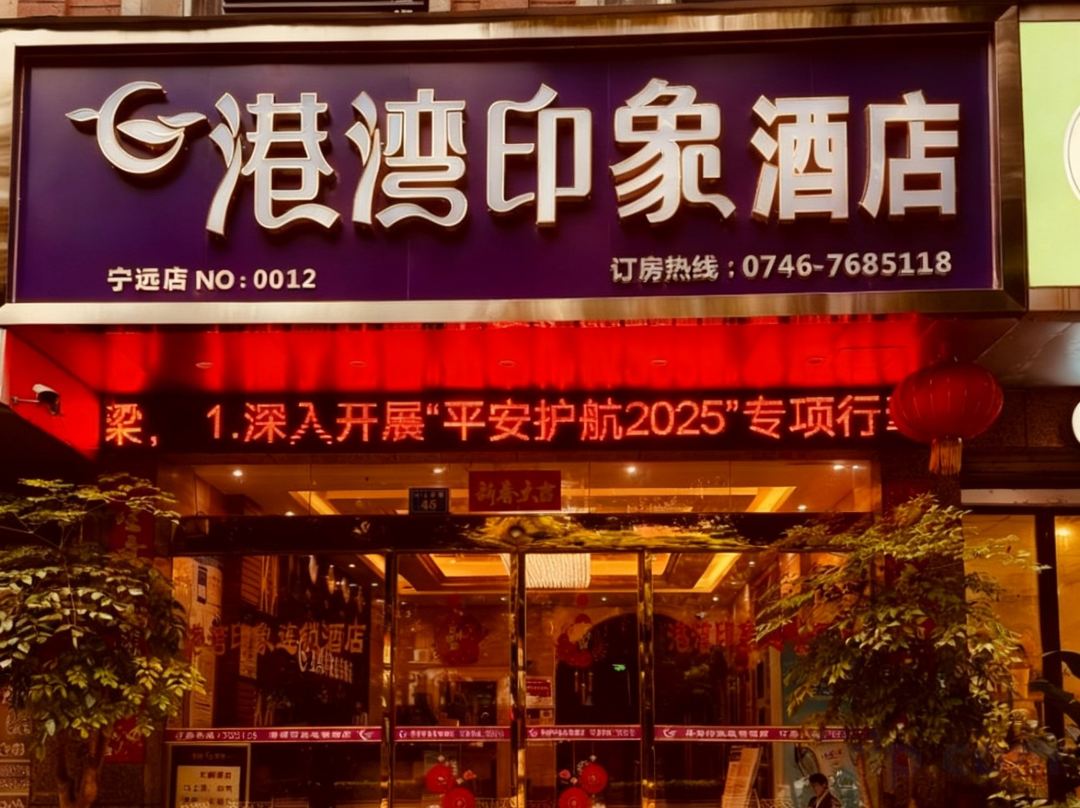 港湾印象酒店
宁远店 NO:0012
订房热线:0746-7685118
梁, 1.深入开展“平安护航2025”专项行
新春大吉
45
港湾印象连锁酒店
港湾印象